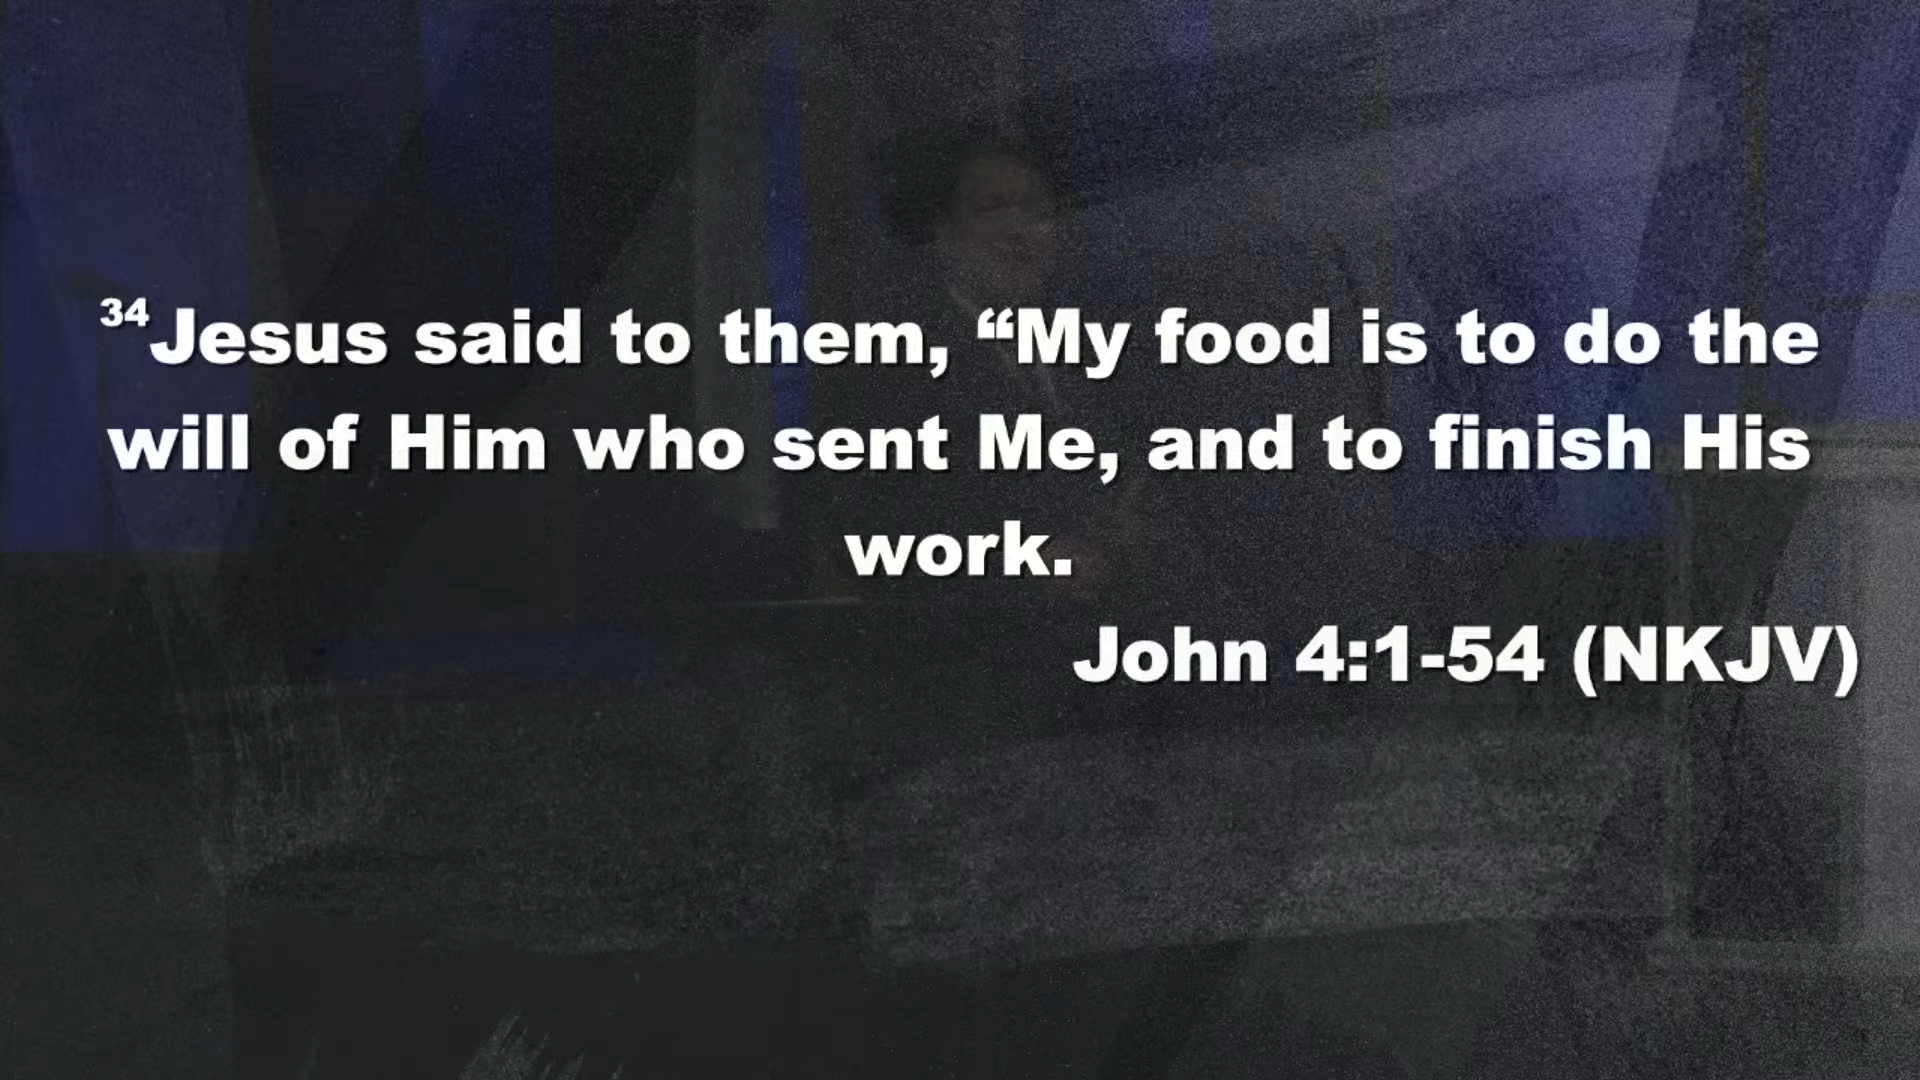 34Jesus said to them, “My food is to do the
will of Him who sent Me, and to finish His
work.
John 4:1-54 (NKJV)